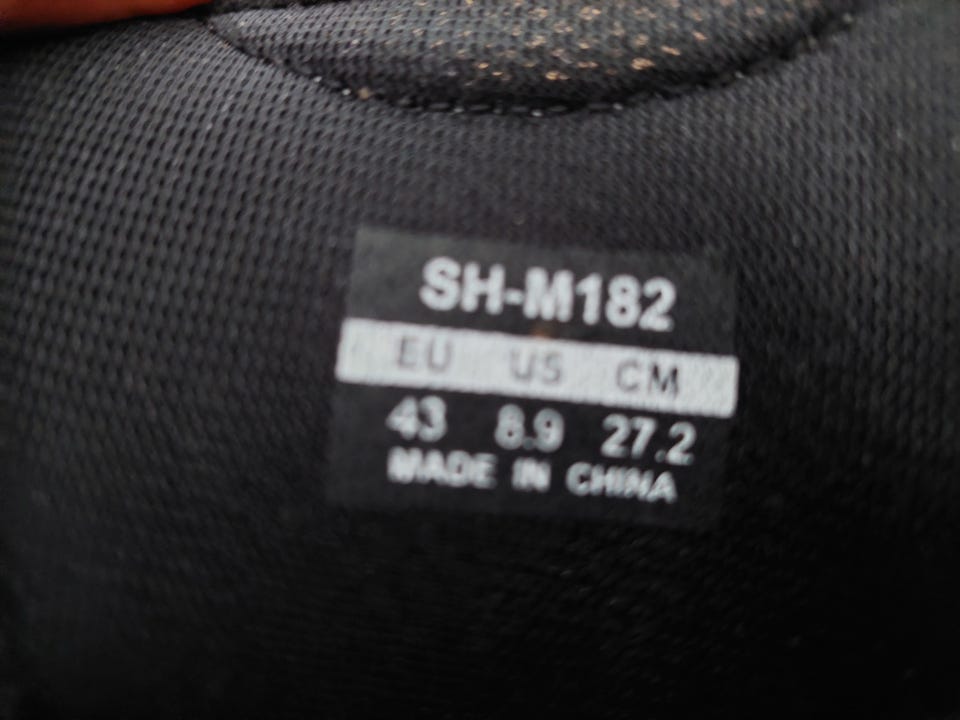 SH-M182
EU US CM
43 8.9 27.2
MADE IN CHINA